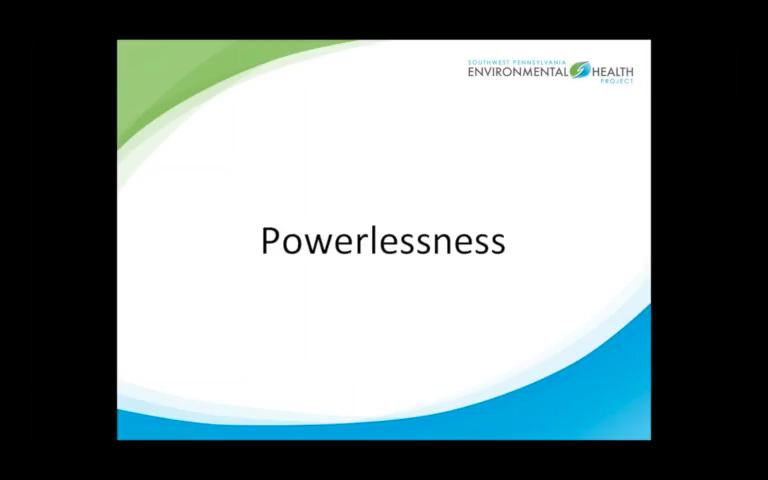 SOUTHWEST PENNSYLVANIA
ENVIRONMENTAL HEALTH
PROJECT
Powerlessness